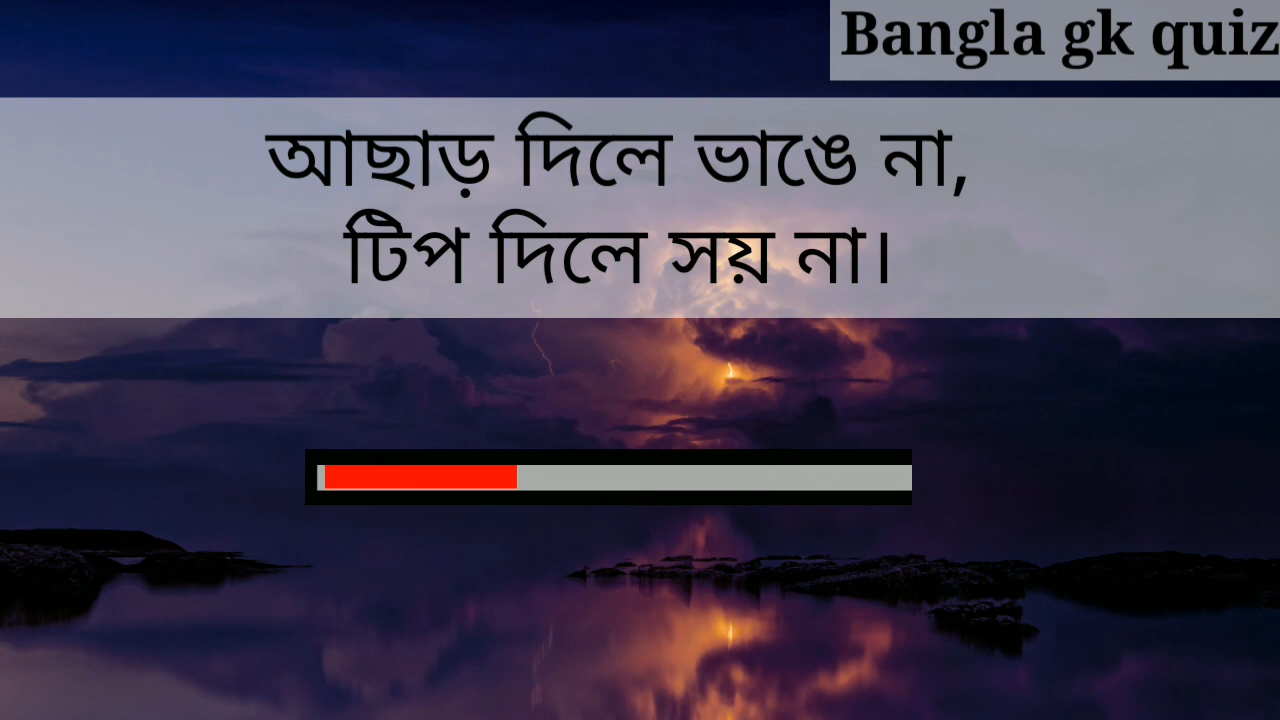 Bangla gk quiz
আছাড় দিলে ভাঙে না,
টিপ দিলে সয় না।